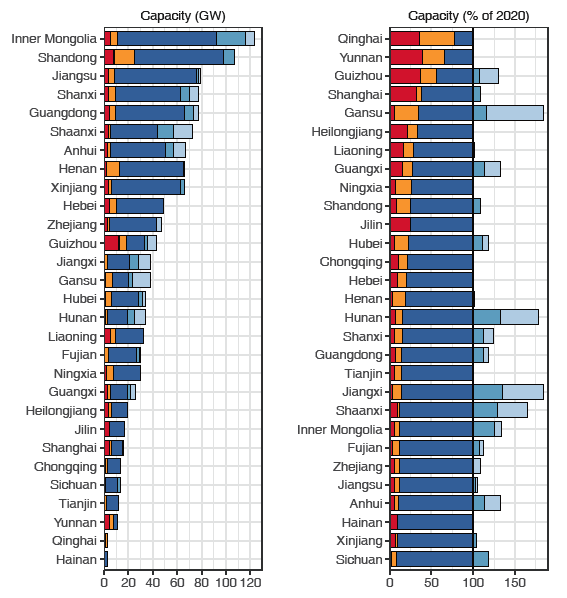 Capacity (GW)
Inner Mongolia
Shandong
Jiangsu
Shanxi
Guangdong
Shaanxi
Anhui
Henan
Xinjiang
Hebei
Zhejiang
Guizhou
Jiangxi
Gansu
Hubei
Hunan
Liaoning
Fujian
Ningxia
Guangxi
Heilongjiang
Jilin
Shanghai
Chongqing
Sichuan
Tianjin
Yunnan
Qinghai
Hainan
0 20 40 60 80 100 120
Capacity (% of 2020)
Qinghai
Yunnan
Guizhou
Shanghai
Gansu
Heilongjiang
Liaoning
Guangxi
Ningxia
Shandong
Jilin
Hubei
Chongqing
Hebei
Henan
Hunan
Shanxi
Guangdong
Tianjin
Jiangxi
Shaanxi
Inner Mongolia
Fujian
Zhejiang
Jiangsu
Anhui
Hainan
Xinjiang
Sichuan
0 50 100 150